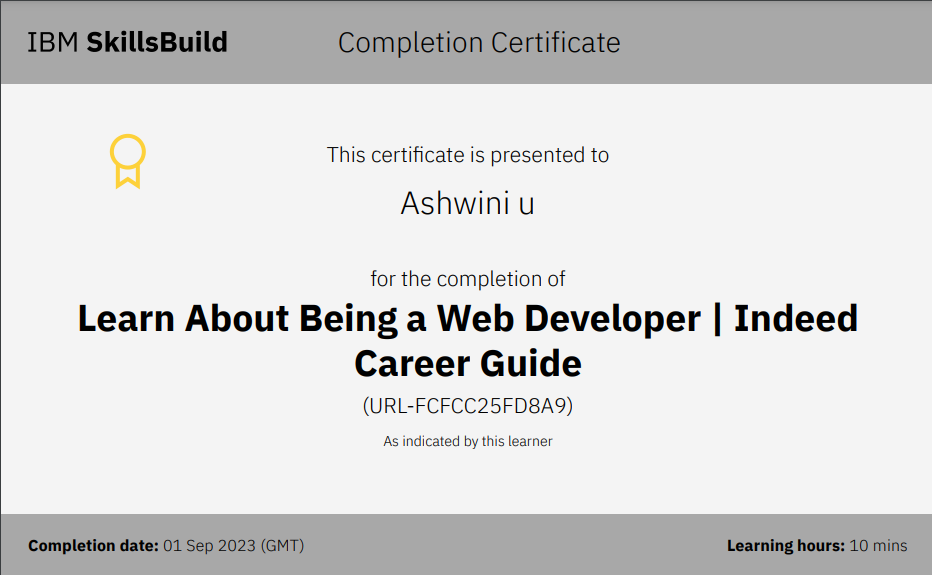 IBM SkillsBuild
Completion Certificate
This certificate is presented to
Ashwini u
for the completion of
Learn About Being a Web Developer | Indeed
Career Guide
(URL-FCFCC25FD8A9)
As indicated by this learner
Completion date: 01 Sep 2023 (GMT)
Learning hours: 10 mins